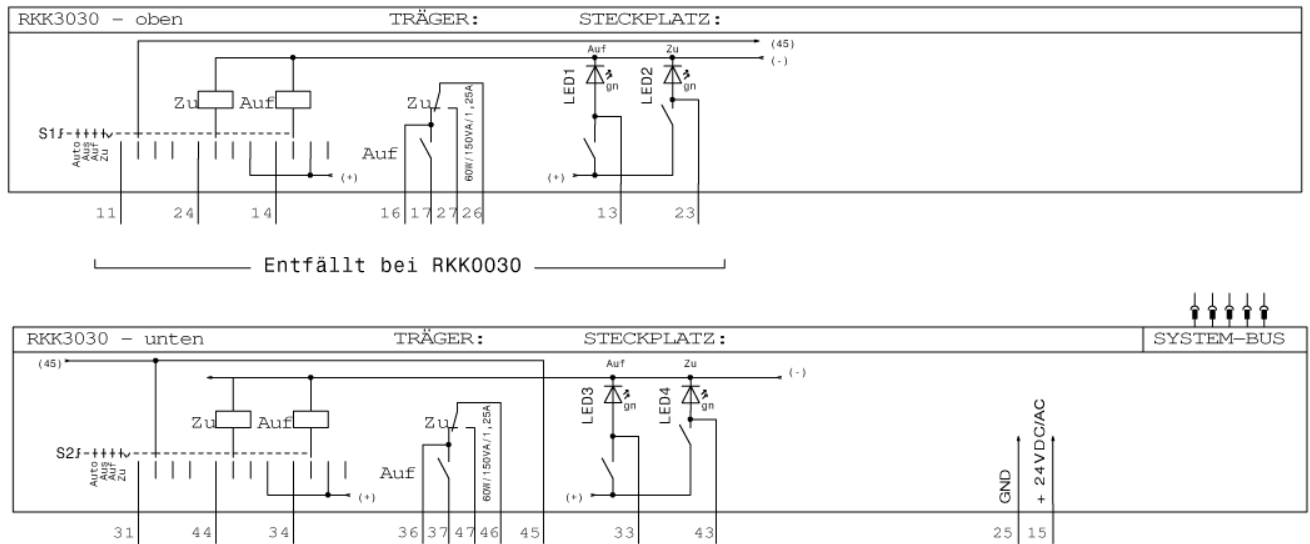 RKK3030 - oben TRÄGER: STECKPLATZ:
(45)
Auf Zu (-)
LED1 gn LED2 gn
Zu Auf Zu 60W/150VA/1,25A
S1
Auto Aus Auf Zu
Auf
(+) (+)
11 24 14 16 17 27 26 13 23
Entfällt bei RKK0030
RKK3030 - unten TRÄGER: STECKPLATZ: SYSTEM-BUS
(45) Auf Zu (-)
LED3 gn LED4 gn
Zu Auf Zu 60W/150VA/1,25A
S2
Auto Aus Auf Zu
Auf
(+) (+)
GND + 24VDC/AC
31 44 34 36 37 47 46 45 33 43 25 15